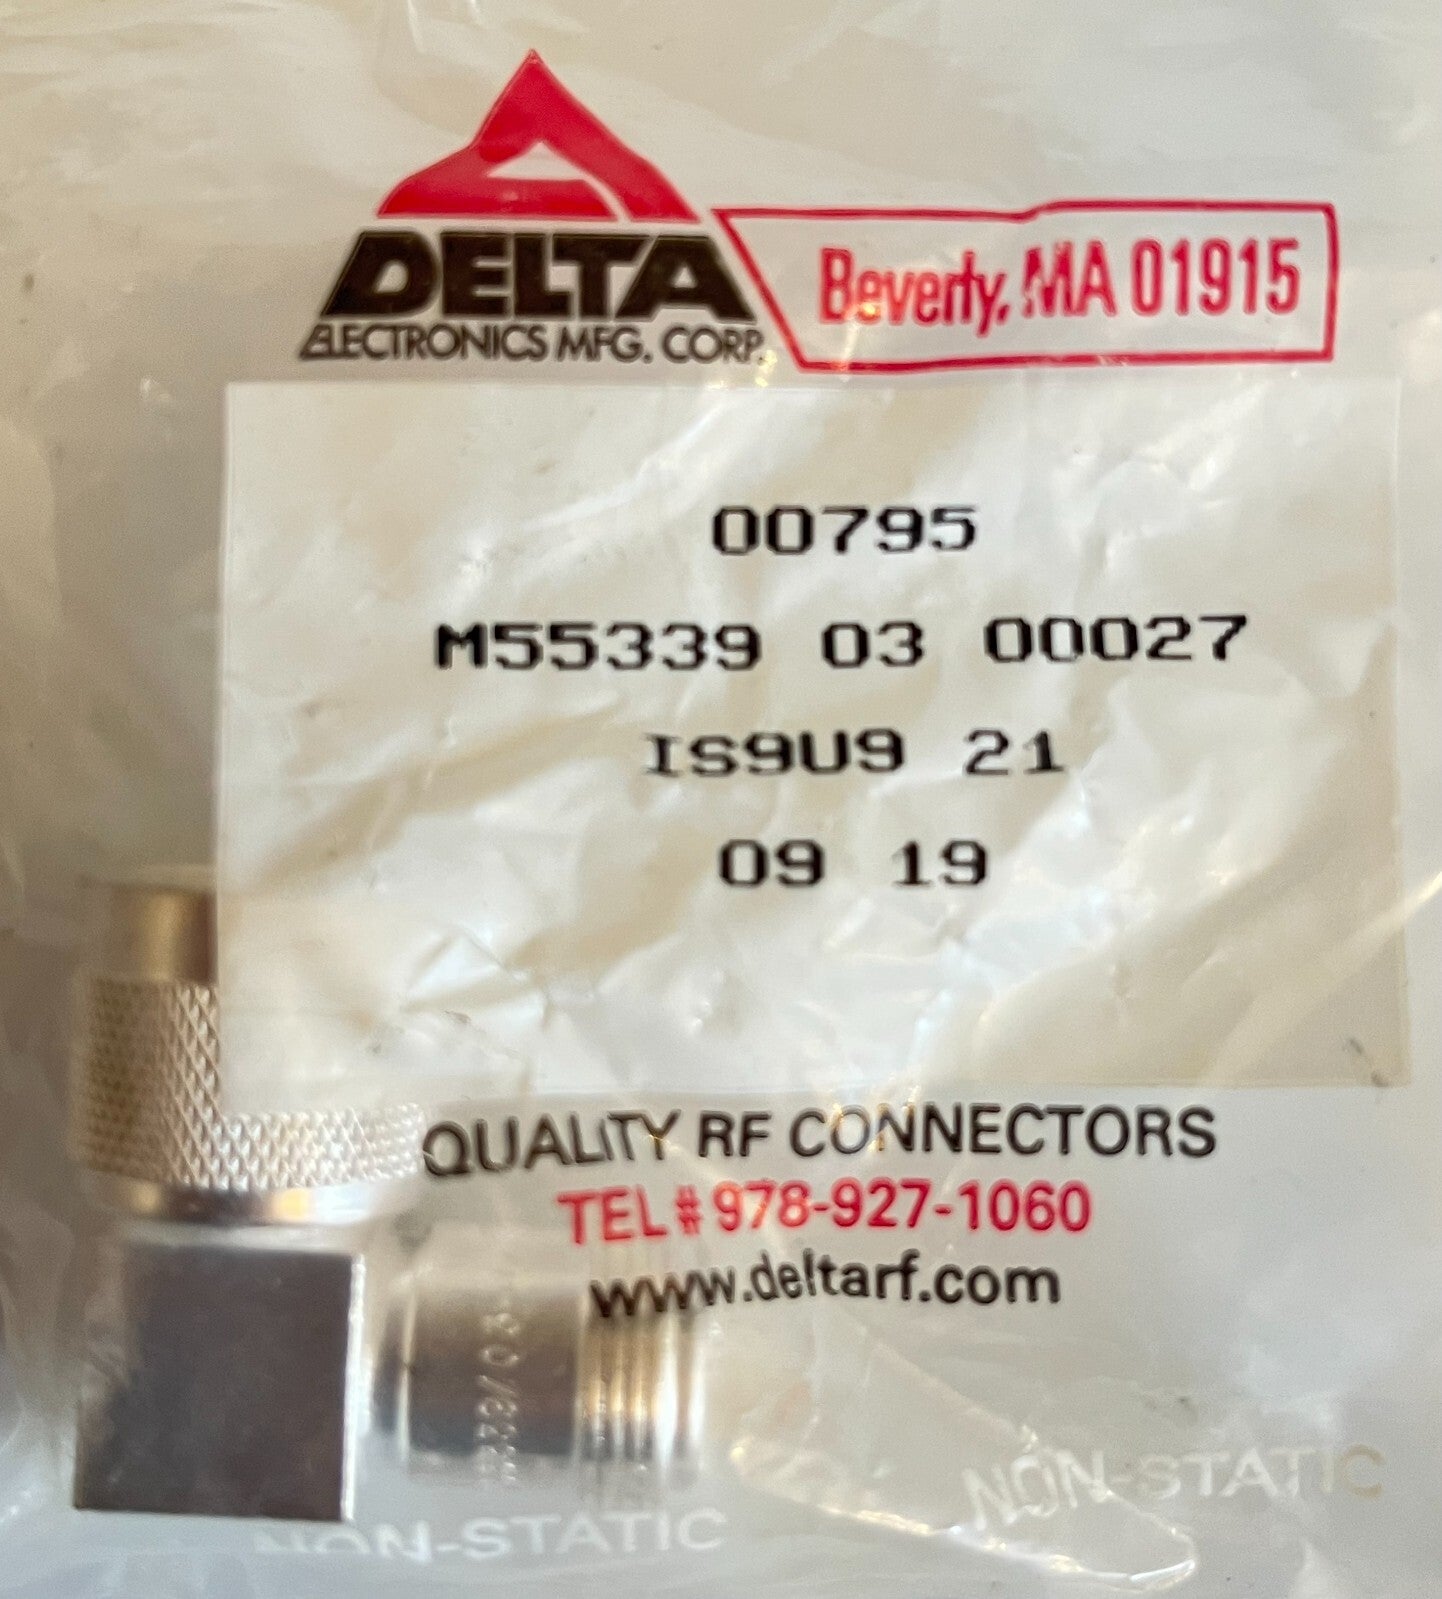 DELTA
ELECTRONICS MFG. CORP.
Beverly, MA 01915
00795
M55339 03 00027
IS9U9 21
09 19
QUALITY RF CONNECTORS
TEL # 978-927-1060
www.deltarf.com
NON-STATIC
NON-STATIC